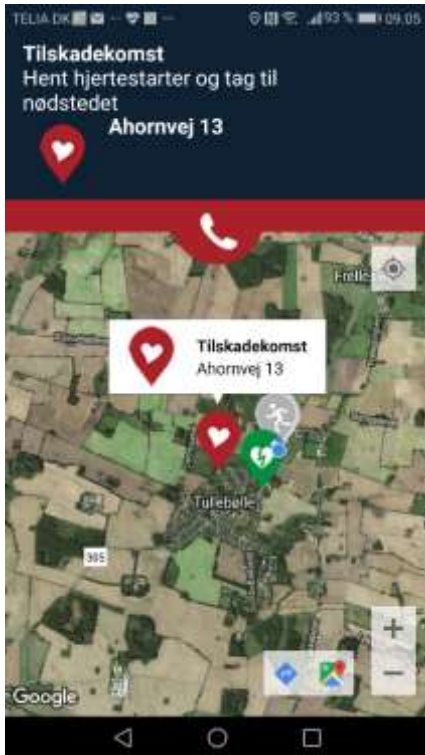 TELIA DK 93 % 09.05
Tilskadekomst
Hent hjertestarter og tag til
nødstedet
Ahornvej 13
Tilskadekomst
Ahornvej 13
Tullebølle
305
Google